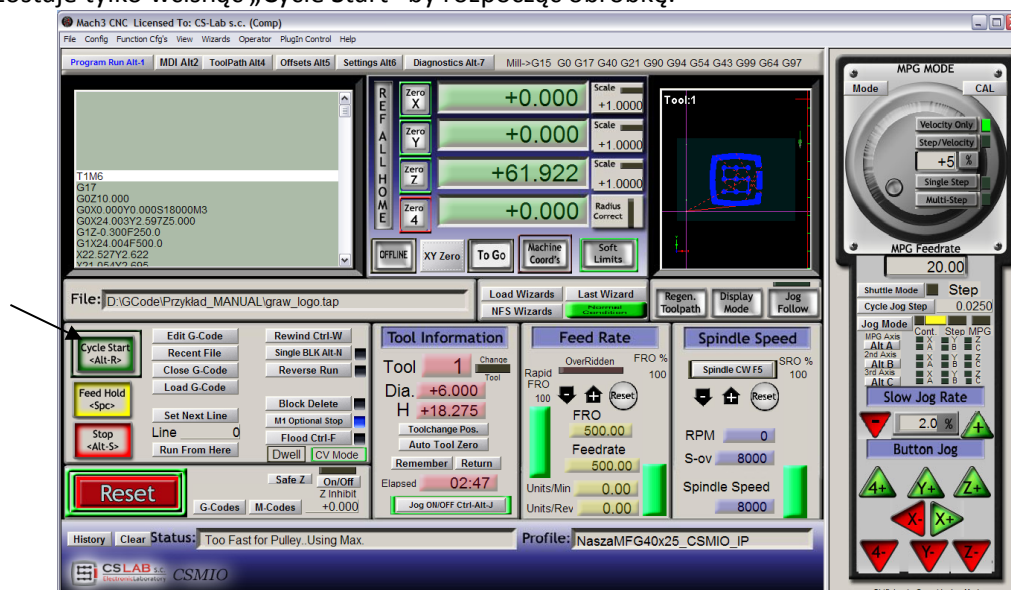 Mach3 CNC Licensed To: CS-Lab s.c. (Comp)
File Config Function Cfg's View Wizards Operator PlugIn Control Help
Program Run Alt-1 MDI Alt2 ToolPath Alt4 Offsets Alt5 Settings Alt6 Diagnostics Alt-7 Mill->G15 G0 G17 G40 G21 G90 G94 G54 G43 G99 G64 G97
T1M6
G17
G0Z10.000
G0X0.000Y0.000S18000M3
G0X24.003Y2.597Z5.000
G1Z-0.300F250.0
G1X24.004F500.0
X22.527Y2.622
REF ALL HOME
Zero X +0.000 Scale +1.0000
Zero Y +0.000 Scale +1.0000
Zero Z +61.922 Scale +1.0000
Zero 4 +0.000 Radius Correct
OFFLINE XY Zero To Go Machine Coord's Soft Limits
Tool:1
File: D:\GCode\Przykład_MANUAL\graw_logo.tap
Load Wizards Last Wizard
NFS Wizards Normal Condition
Regen. Toolpath Display Mode Jog Follow
Cycle Start <Alt-R>
Feed Hold <Spc>
Stop <Alt-S>
Edit G-Code Rewind Ctrl-W
Recent File Single BLK Alt-N
Close G-Code Reverse Run
Load G-Code
Block Delete
Set Next Line M1 Optional Stop
Line 0 Flood Ctrl-F
Run From Here Dwell CV Mode
Reset
Safe Z On/Off
Z Inhibit
G-Codes M-Codes +0.000
Tool Information
Tool 1 Change Tool
Dia. +6.000
H +18.275
Toolchange Pos.
Auto Tool Zero
Remember Return
Elapsed 02:47
Jog ON/OFF Ctrl-Alt-J
Feed Rate
OverRidden FRO %
Rapid FRO 100
100 Reset
FRO
500.00
Feedrate
500.00
Units/Min 0.00
Units/Rev 0.00
Spindle Speed
Spindle CW F5 SRO %
100
Reset
RPM 0
S-ov 8000
Spindle Speed
8000
History Clear Status: Too Fast for Pulley..Using Max.
Profile: NaszaMFG40x25_CSMIO_IP
CSLAB s.c.
CSMIO
MPG MODE
Mode CAL
Velocity Only
Step/Velocity
+5 %
Single Step
Multi-Step
MPG Feedrate
20.00
Shuttle Mode Step
Cycle Jog Step 0.0250
Jog Mode Cont. Step MPG
MPG Axis X Y Z
Alt A A B C
2nd Axis X Y Z
Alt B A B C
3rd Axis X Y Z
Alt C A B C
Slow Jog Rate
- 2.0 % +
Button Jog
4+ Y+ Z+
X- X+
4- Y- Z-